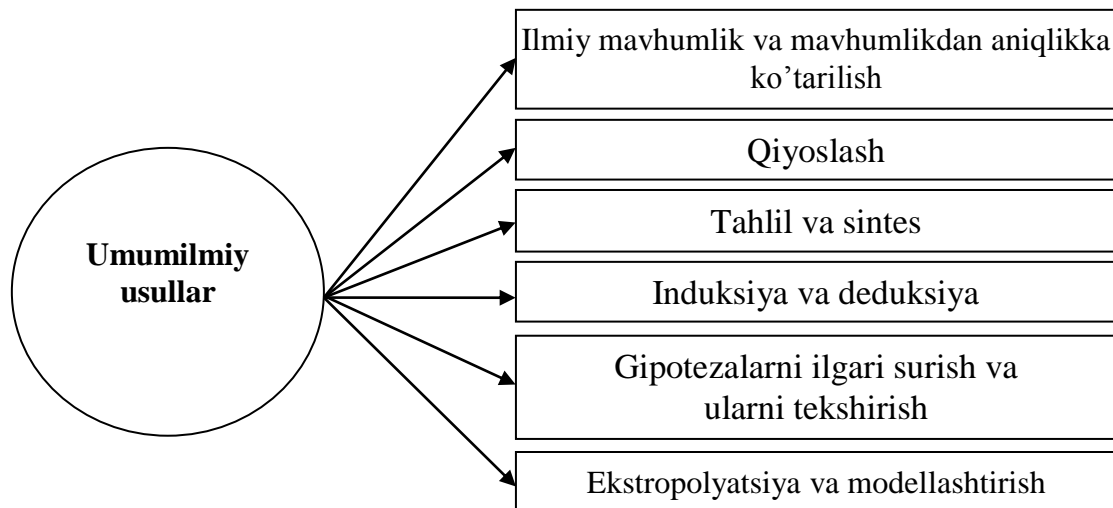 Ilmiy mavhumlik va mavhumlikdan aniqlikka
ko’tarilish
Qiyoslash
Tahlil va sintes
Umumilmiy
usullar
Induksiya va deduksiya
Gipotezalarni ilgari surish va
ularni tekshirish
Ekstropolyatsiya va modellashtirish